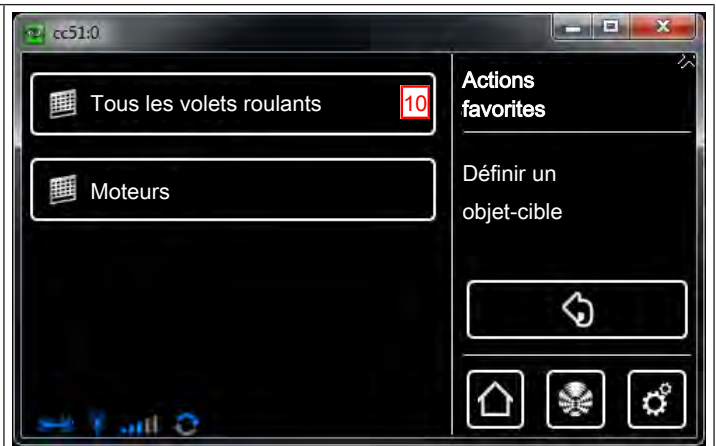 cc51:0
Tous les volets roulants 10
Moteurs
Actions
favorites
Définir un
objet-cible